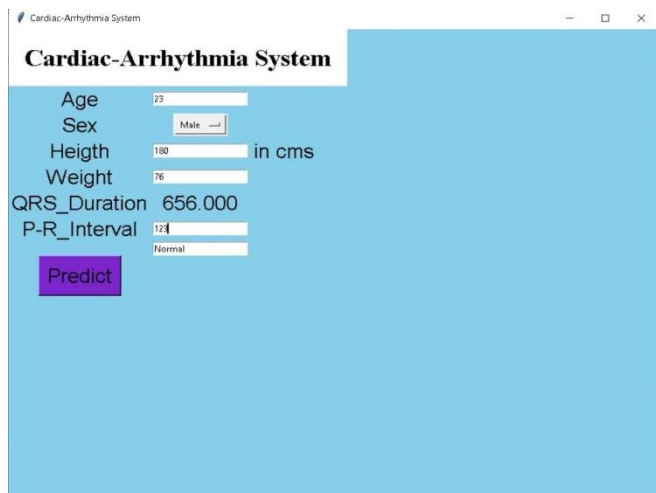 Cardiac-Arrhythmia System
Cardiac-Arrhythmia System
Age 23
Sex Male
Heigth 180 in cms
Weight 76
QRS_Duration 656.000
P-R_Interval 123
Normal
Predict